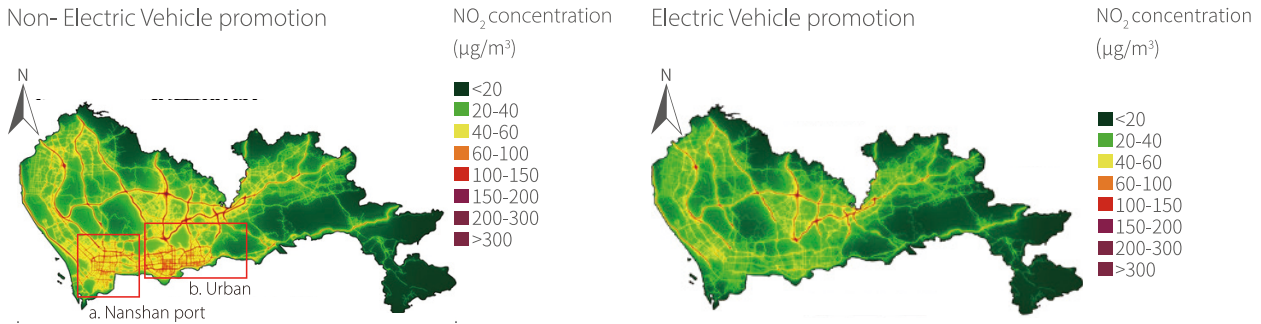 Non- Electric Vehicle promotion
NO₂ concentration
(μg/m³)
N
<20
20-40
40-60
60-100
100-150
150-200
200-300
>300
b. Urban
a. Nanshan port
Electric Vehicle promotion
NO₂ concentration
(μg/m³)
N
<20
20-40
40-60
60-100
100-150
150-200
200-300
>300